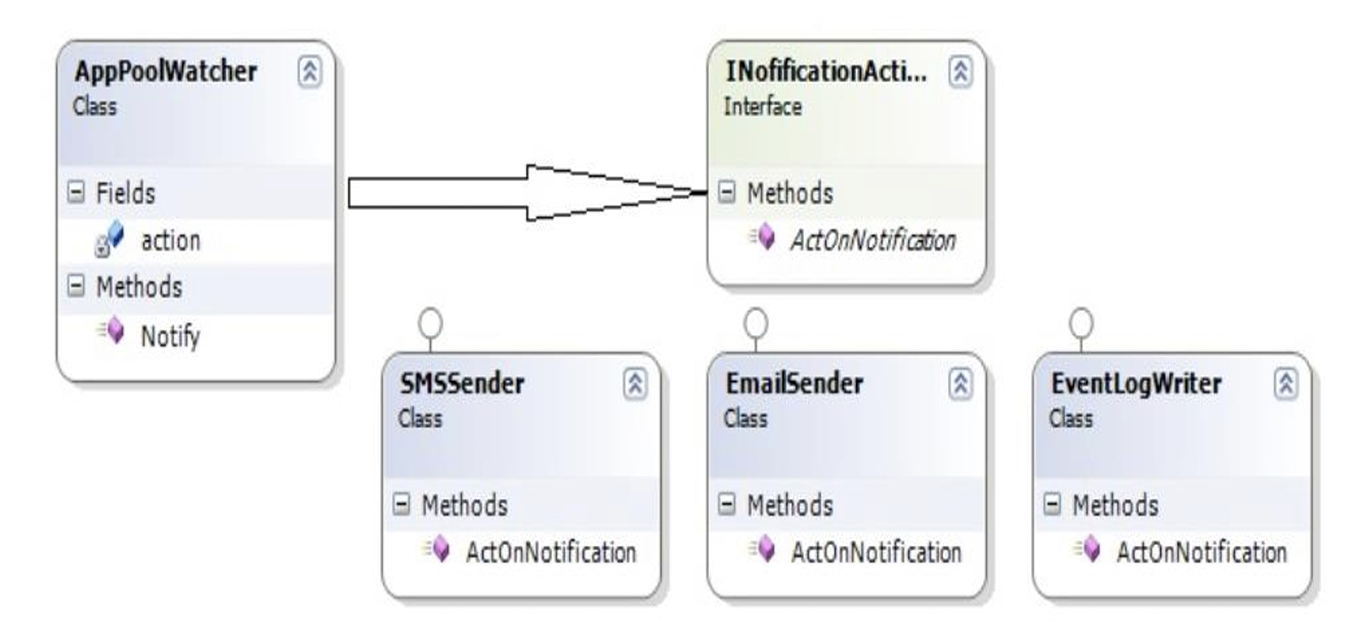 AppPoolWatcher
Class
Fields
action
Methods
Notify
INofificationActi...
Interface
Methods
ActOnNotification
SMSSender
Class
Methods
ActOnNotification
EmailSender
Class
Methods
ActOnNotification
EventLogWriter
Class
Methods
ActOnNotification